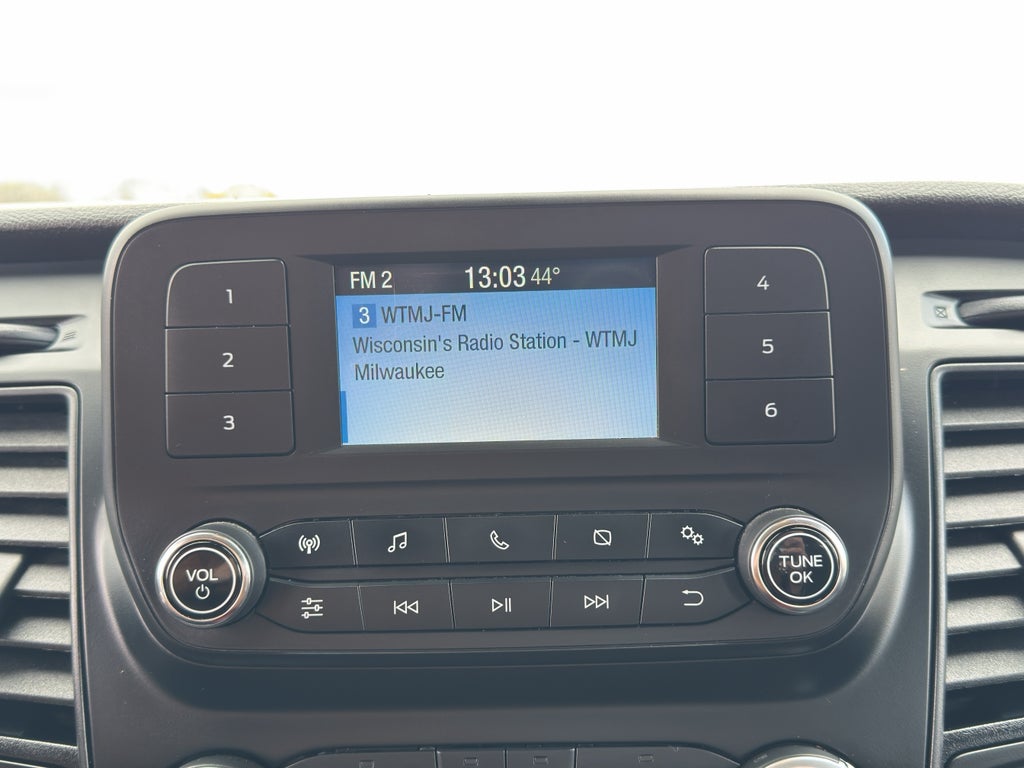 FM 2 13:03 44°
3 WTMJ-FM
Wisconsin's Radio Station - WTMJ
Milwaukee
1
2
3
4
5
6
VOL
TUNE
OK